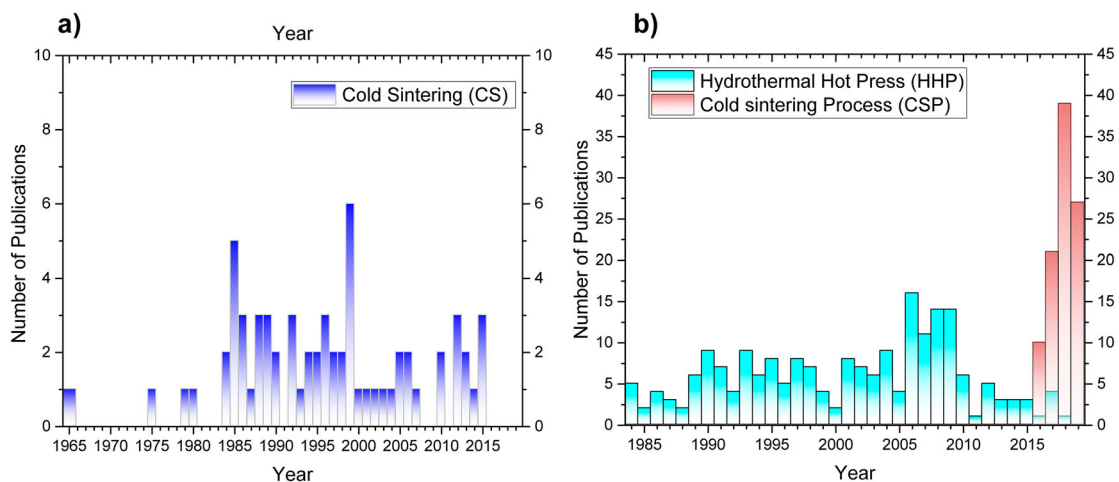 a)
Year
10 10
Cold Sintering (CS)
8 8
6 6
4 4
2 2
0 0
Number of Publications
1965 1970 1975 1980 1985 1990 1995 2000 2005 2010 2015
Year
b)
45 45
Hydrothermal Hot Press (HHP)
40 40
Cold sintering Process (CSP)
35 35
30 30
25 25
20 20
15 15
10 10
5 5
0 0
Number of Publications
1985 1990 1995 2000 2005 2010 2015
Year